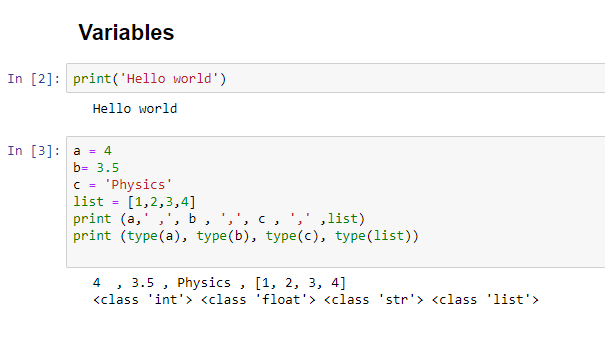 Variables
In [2]: print('Hello world')
Hello world
In [3]: a = 4
b= 3.5
c = 'Physics'
list = [1,2,3,4]
print (a,' ,', b , ',', c , ',' ,list)
print (type(a), type(b), type(c), type(list))
4  , 3.5 , Physics , [1, 2, 3, 4]
<class 'int'> <class 'float'> <class 'str'> <class 'list'>